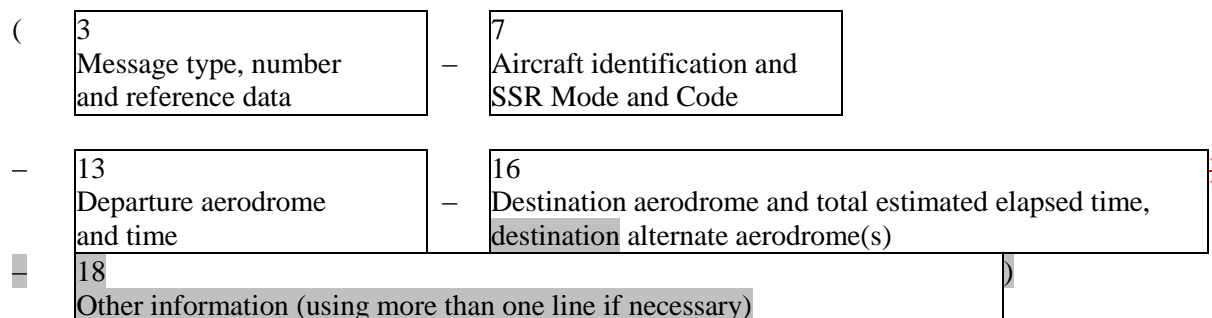 ( 3 7
Message type, number – Aircraft identification and
and reference data SSR Mode and Code
– 13 16
Departure aerodrome – Destination aerodrome and total estimated elapsed time,
and time destination alternate aerodrome(s)
– 18 )
Other information (using more than one line if necessary)